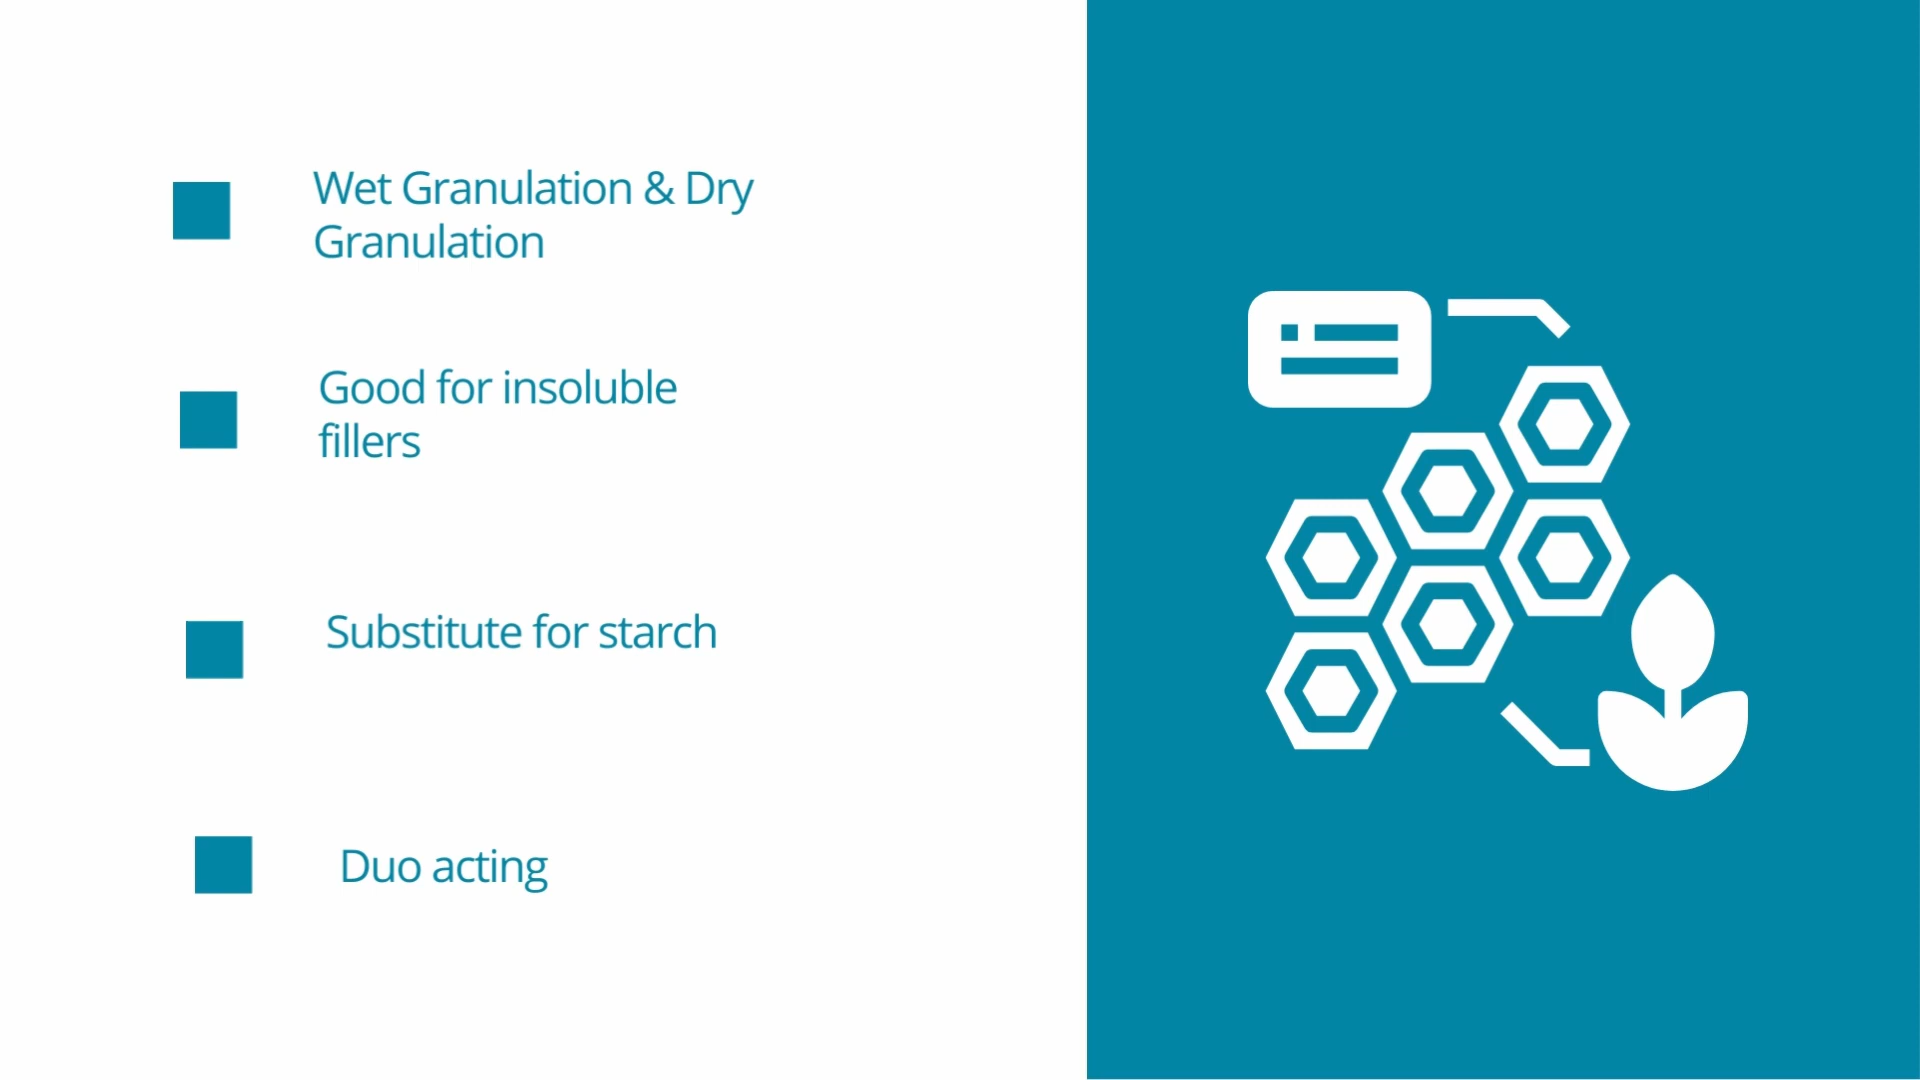 Wet Granulation & Dry
Granulation
Good for insoluble
fillers
Substitute for starch
Duo acting